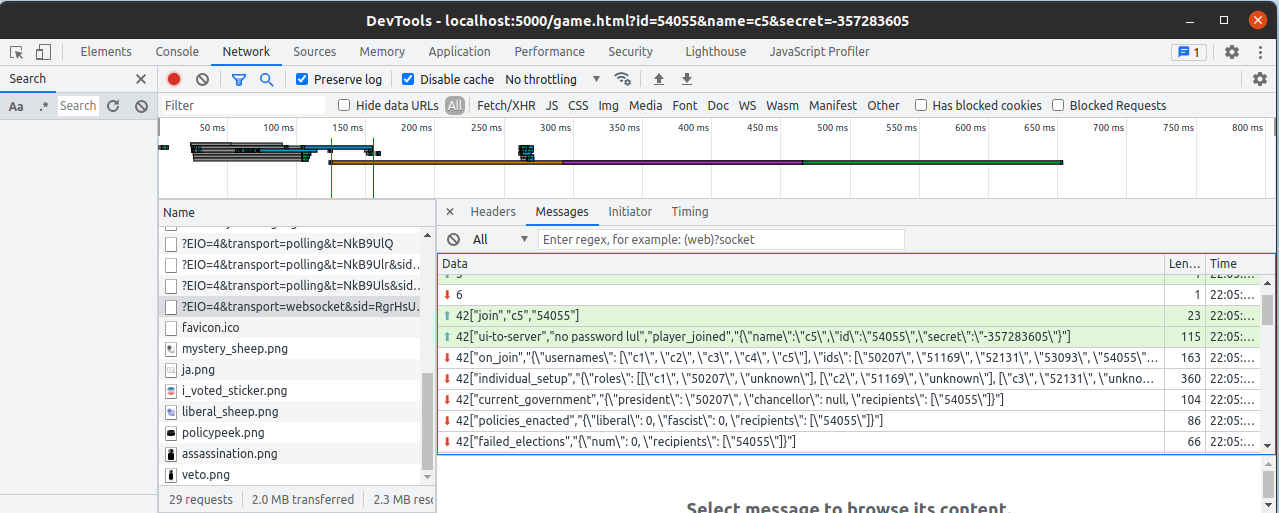 DevTools - localhost:5000/game.html?id=54055&name=c5&secret=-357283605
Elements Console Network Sources Memory Application Performance Security Lighthouse JavaScript Profiler 1
Search
Preserve log Disable cache No throttling
Aa .* Search
Filter Hide data URLs All Fetch/XHR JS CSS Img Media Font Doc WS Wasm Manifest Other Has blocked cookies Blocked Requests
50 ms 100 ms 150 ms 200 ms 250 ms 300 ms 350 ms 400 ms 450 ms 500 ms 550 ms 600 ms 650 ms 700 ms 750 ms 800 ms
Name
?EIO=4&transport=polling&t=NkB9UlQ
?EIO=4&transport=polling&t=NkB9Ulr&sid...
?EIO=4&transport=polling&t=NkB9Uls&sid...
?EIO=4&transport=websocket&sid=RgrHsU...
favicon.ico
mystery_sheep.png
ja.png
i_voted_sticker.png
liberal_sheep.png
policypeek.png
assassination.png
veto.png
29 requests 2.0 MB transferred 2.3 MB resc
Headers Messages Initiator Timing
All Enter regex, for example: (web)?socket
Data Len... Time
6 1 22:05:...
42["join","c5","54055"] 23 22:05:...
42["ui-to-server","no password lul","player_joined","{\"name\":\"c5\",\"id\":\"54055\",\"secret\":\"-357283605\"}"] 115 22:05:...
42["on_join","{\"usernames\": [\"c1\", \"c2\", \"c3\", \"c4\", \"c5\"], \"ids\": [\"50207\", \"51169\", \"52131\", \"53093\", \"54055\"... 163 22:05:...
42["individual_setup","{\"roles\": [[\"c1\", \"50207\", \"unknown\"], [\"c2\", \"51169\", \"unknown\"], [\"c3\", \"52131\", \"unkno... 360 22:05:...
42["current_government","{\"president\": \"50207\", \"chancellor\": null, \"recipients\": [\"54055\"]}"] 104 22:05:...
42["policies_enacted","{\"liberal\": 0, \"fascist\": 0, \"recipients\": [\"54055\"]}"] 86 22:05:...
42["failed_elections","{\"num\": 0, \"recipients\": [\"54055\"]}"] 66 22:05:...
Select message to browse its content.